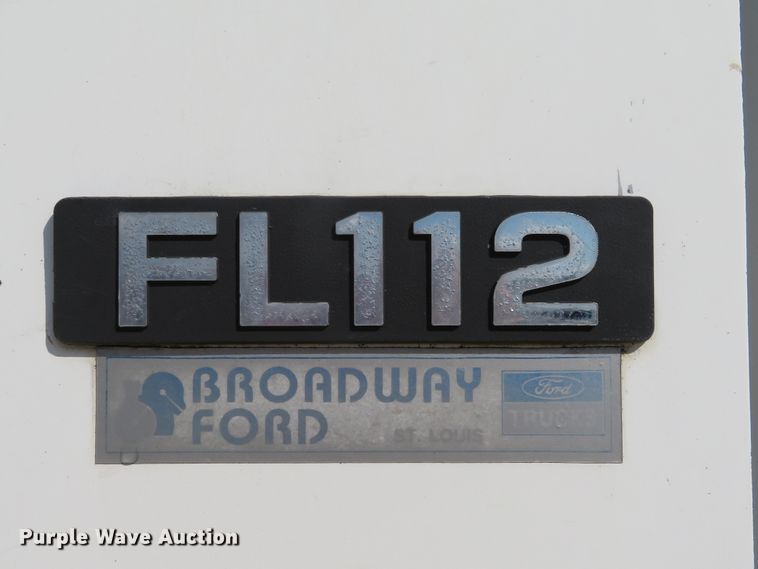 FL112
BROADWAY
FORD ST. LOUIS
Ford
TRUCKS
Purple Wave Auction